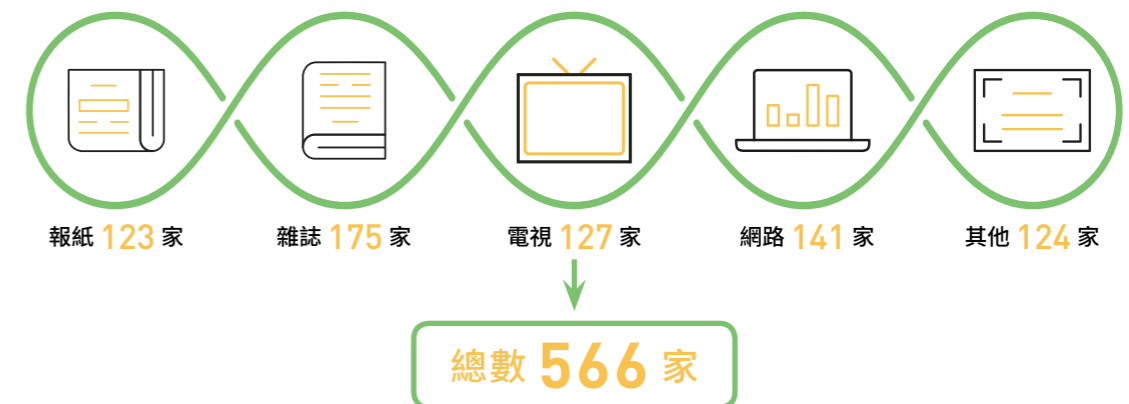 報紙 123 家
雜誌 175 家
電視 127 家
網路 141 家
其他 124 家
總數 566 家